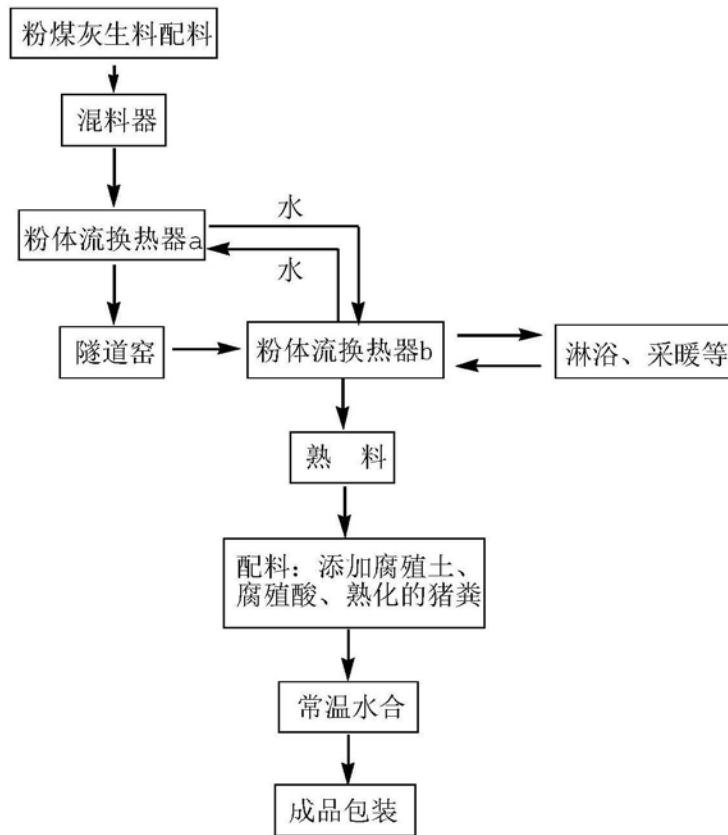 粉煤灰生料配料
混料器
水
粉体流换热器a
水
隧道窑
粉体流换热器b
淋浴、采暖等
熟 料
配料：添加腐殖土、
腐殖酸、熟化的猪粪
常温水合
成品包装